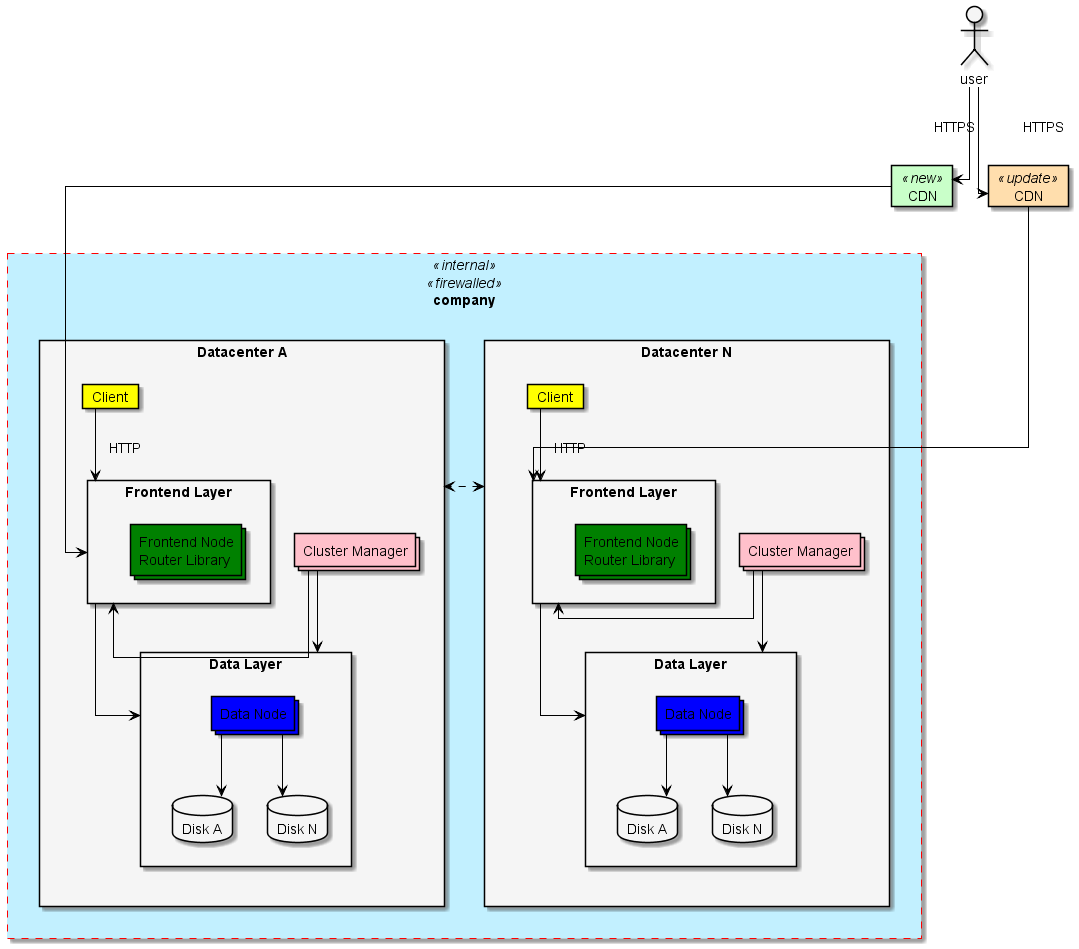 user
HTTPS
HTTPS
«new»
CDN
«update»
CDN
«internal»
«firewalled»
company
Datacenter A
Client
HTTP
Frontend Layer
Frontend Node
Router Library
Cluster Manager
Data Layer
Data Node
Disk A
Disk N
Datacenter N
Client
HTTP
Frontend Layer
Frontend Node
Router Library
Cluster Manager
Data Layer
Data Node
Disk A
Disk N